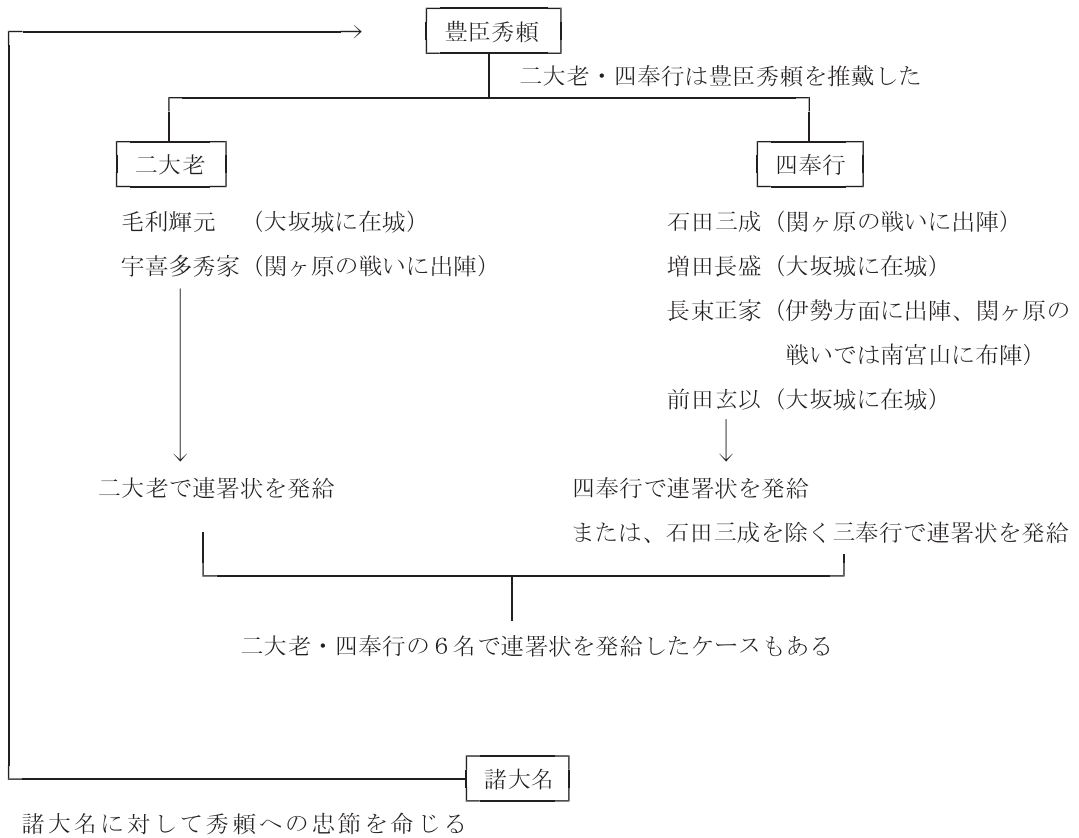 豊臣秀頼
二大老・四奉行は豊臣秀頼を推戴した
二大老
毛利輝元　（大坂城に在城）
宇喜多秀家（関ヶ原の戦いに出陣）
二大老で連署状を発給
四奉行
石田三成（関ヶ原の戦いに出陣）
増田長盛（大坂城に在城）
長束正家（伊勢方面に出陣、関ヶ原の
戦いでは南宮山に布陣）
前田玄以（大坂城に在城）
四奉行で連署状を発給
または、石田三成を除く三奉行で連署状を発給
二大老・四奉行の６名で連署状を発給したケースもある
諸大名
諸大名に対して秀頼への忠節を命じる